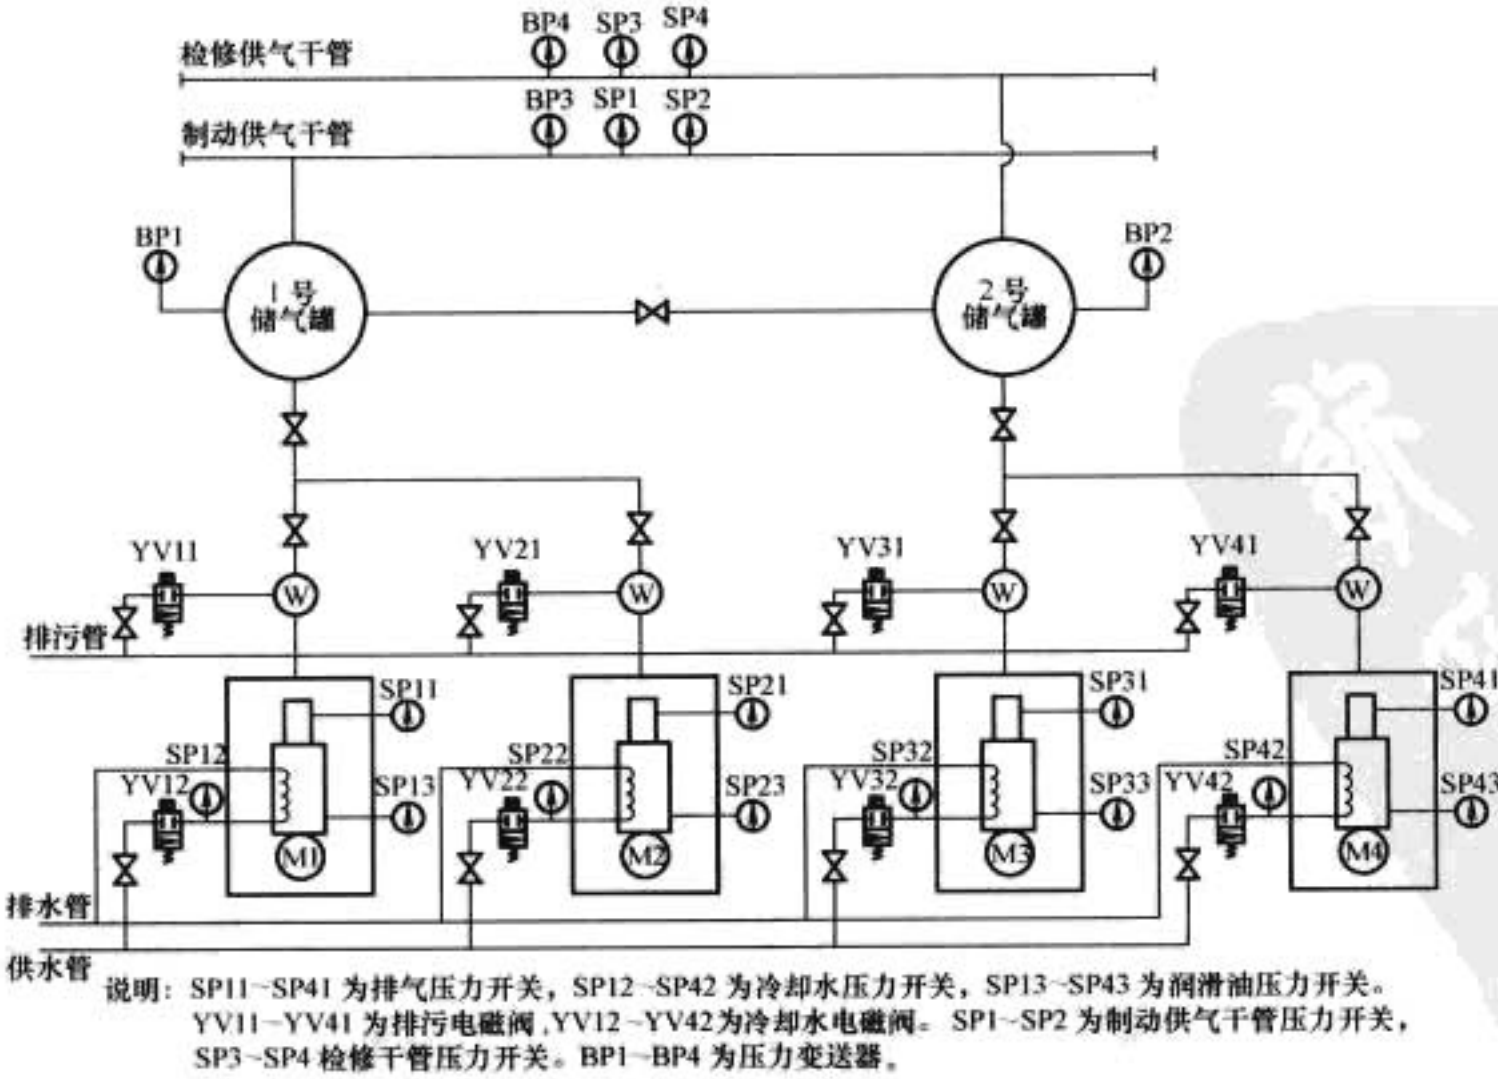 BP4 SP3 SP4
检修供气干管
BP3 SP1 SP2
制动供气干管
BP1
BP2
1号
储气罐
2号
储气罐
YV11 YV21 YV31 YV41
W W W W
排污管
SP11 SP21 SP31 SP41
SP12 SP22 SP32 SP42
YV12 SP13 YV22 SP23 YV32 SP33 YV42 SP43
M1 M2 M3 M4
排水管
供水管
说明：SP11~SP41 为排气压力开关，SP12~SP42 为冷却水压力开关，SP13~SP43 为润滑油压力开关。
YV11~YV41 为排污电磁阀,YV12~YV42为冷却水电磁阀。SP1~SP2 为制动供气干管压力开关，
SP3~SP4 检修干管压力开关。BP1~BP4 为压力变送器。